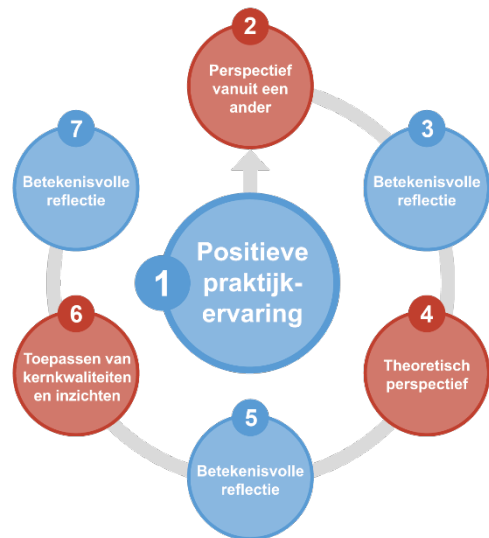 1
Positieve
praktijk-
ervaring
2
Perspectief
vanuit een
ander
3
Betekenisvolle
reflectie
4
Theoretisch
perspectief
5
Betekenisvolle
reflectie
6
Toepassen van
kernkwaliteiten
en inzichten
7
Betekenisvolle
reflectie